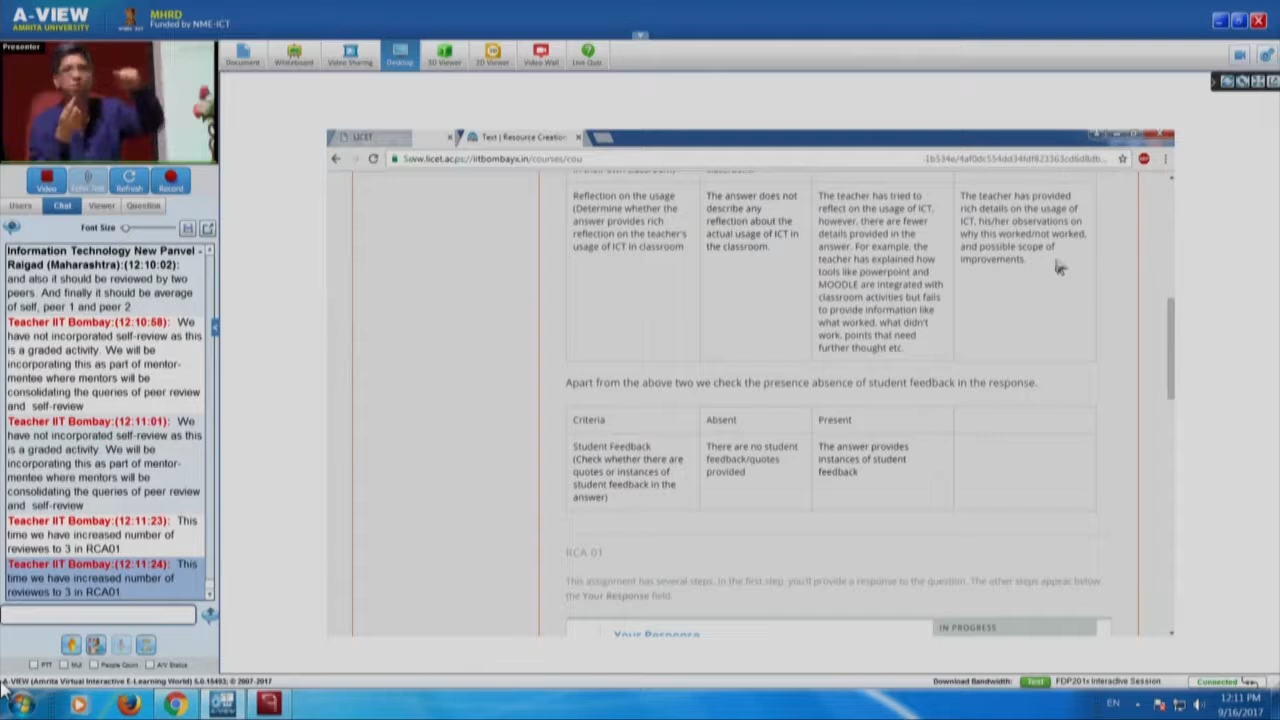 A-VIEW
AMRITA UNIVERSITY
MHRD
Funded by NME-ICT
Presenter
Document
Whiteboard
Video Sharing
Desktop
3D Viewer
2D Viewer
Video Wall
Live Quiz
Video
Refresh
Record
Users
Chat
Viewer
Question
Font Size
Information Technology New Panvel -
Raigad (Maharashtra):(12:10:02):
and also it should be reviewed by two
peers. And finally it should be average
of self, peer 1 and peer 2
Teacher IIT Bombay:(12:10:58): We
have not incorporated self-review as this
is a graded activity. We will be
incorporating this as part of mentor-
mentee where mentors will be
consolidating the queries of peer review
and self-review
Teacher IIT Bombay:(12:11:01): We
have not incorporated self-review as this
is a graded activity. We will be
incorporating this as part of mentor-
mentee where mentors will be
consolidating the queries of peer review
and self-review
Teacher IIT Bombay:(12:11:23): This
time we have increased number of
reviewes to 3 in RCA01
Teacher IIT Bombay:(12:11:24): This
time we have increased number of
reviewes to 3 in RCA01
PTT
People Count
A/V Status
LICET
Text | Resource Creation
Reflection on the usage
(Determine whether the
answer provides rich
reflection on the teacher's
usage of ICT in classroom
The answer does not
describe any
reflection about the
actual usage of ICT in
the classroom.
The teacher has tried to
reflect on the usage of ICT,
however, there are fewer
details provided in the
answer. For example, the
teacher has explained how
tools like powerpoint and
MOODLE are integrated with
classroom activities but fails
to provide information like
what worked, what didn't
work, points that need
further thought etc.
The teacher has provided
rich details on the usage of
ICT, his/her observations on
why this worked/not worked,
and possible scope of
improvements.
Apart from the above two we check the presence absence of student feedback in the response.
Criteria
Absent
Present
Student Feedback
(Check whether there are
quotes or instances of
student feedback in the
answer)
There are no student
feedback/quotes
provided
The answer provides
instances of student
feedback
RCA 01
This assignment has several steps. In the first step, you'll provide a response to the question. The other steps appear below
the Your Response field.
Your Response
IN PROGRESS
A-VIEW (Amrita Virtual Interactive E-Learning World) 5.0.15493; © 2007-2017
Download Bandwidth:
Test
FDP201x Interactive Session
Connected
EN
12:11 PM
9/16/2017